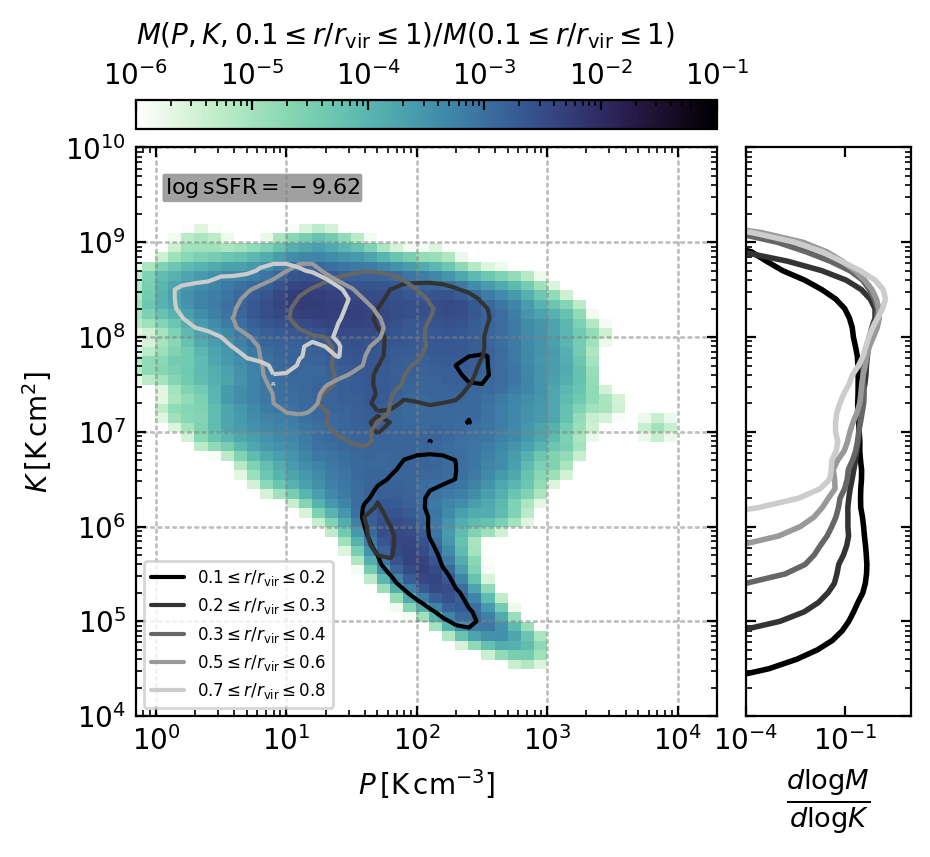 M(P, K, 0.1 ≤ r/r_vir ≤ 1)/M(0.1 ≤ r/r_vir ≤ 1)
10^−6 10^−5 10^−4 10^−3 10^−2 10^−1
10^10
log sSFR = −9.62
10^9
10^8
10^7
10^6
10^5
10^4
K [K cm^2]
0.1 ≤ r/r_vir ≤ 0.2
0.2 ≤ r/r_vir ≤ 0.3
0.3 ≤ r/r_vir ≤ 0.4
0.5 ≤ r/r_vir ≤ 0.6
0.7 ≤ r/r_vir ≤ 0.8
10^0 10^1 10^2 10^3 10^4 10^−4 10^−1
P [K cm^−3]
dlogM
dlogK